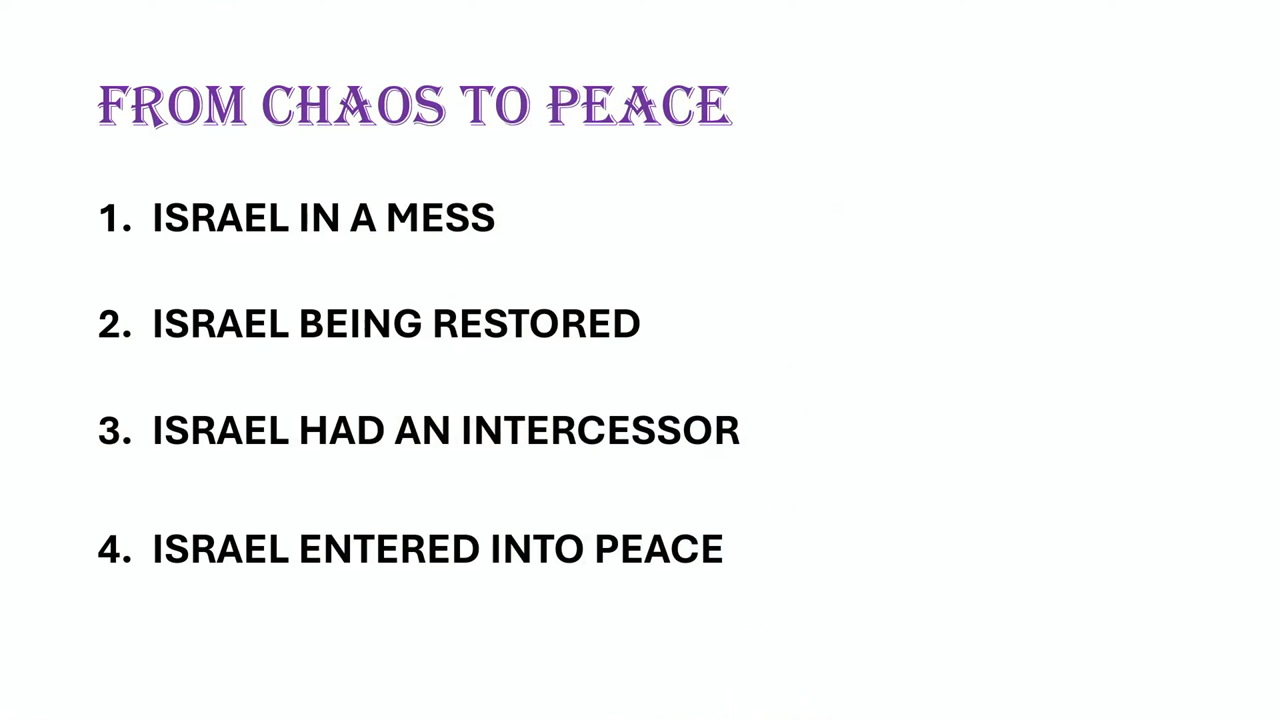 FROM CHAOS TO PEACE
1. ISRAEL IN A MESS
2. ISRAEL BEING RESTORED
3. ISRAEL HAD AN INTERCESSOR
4. ISRAEL ENTERED INTO PEACE